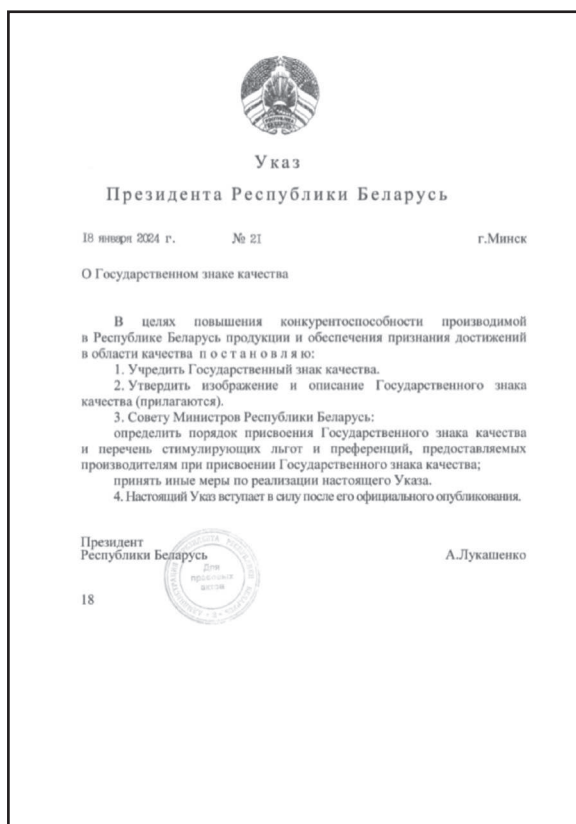 Указ
Президента Республики Беларусь
18 января 2024 г. № 21 г.Минск
О Государственном знаке качества
В целях повышения конкурентоспособности производимой
в Республике Беларусь продукции и обеспечения признания достижений
в области качества п о с т а н о в л я ю:
1. Учредить Государственный знак качества.
2. Утвердить изображение и описание Государственного знака
качества (прилагаются).
3. Совету Министров Республики Беларусь:
определить порядок присвоения Государственного знака качества
и перечень стимулирующих льгот и преференций, предоставляемых
производителям при присвоении Государственного знака качества;
принять иные меры по реализации настоящего Указа.
4. Настоящий Указ вступает в силу после его официального опубликования.
Президент
Республики Беларусь А.Лукашенко
Для
правовых
актов
18